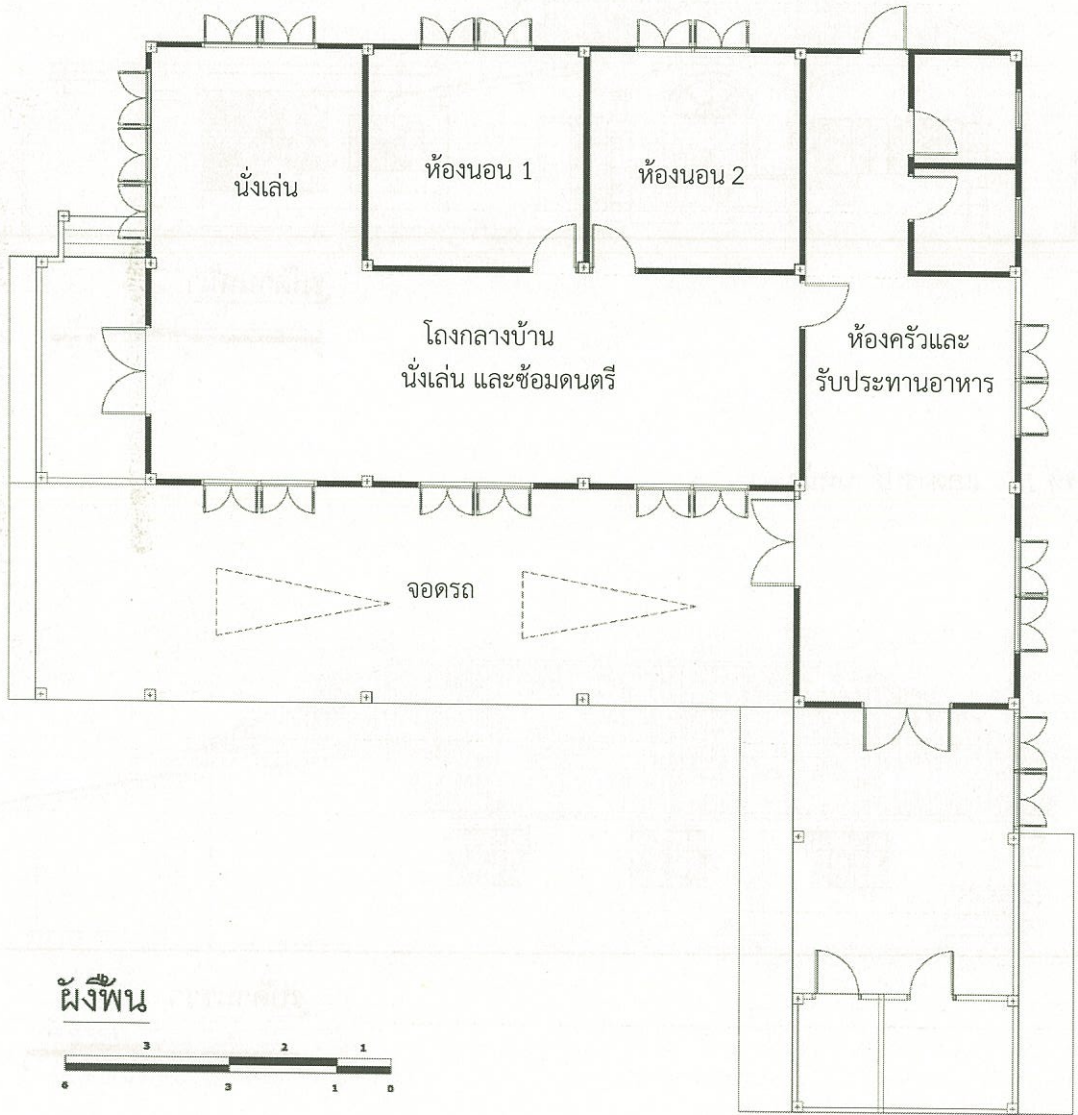 นั่งเล่น
ห้องนอน 1
ห้องนอน 2
โถงกลางบ้าน
นั่งเล่น และซ้อมดนตรี
ห้องครัวและ
รับประทานอาหาร
จอดรถ
ผังพื้น
3 2 1
6 3 1 0